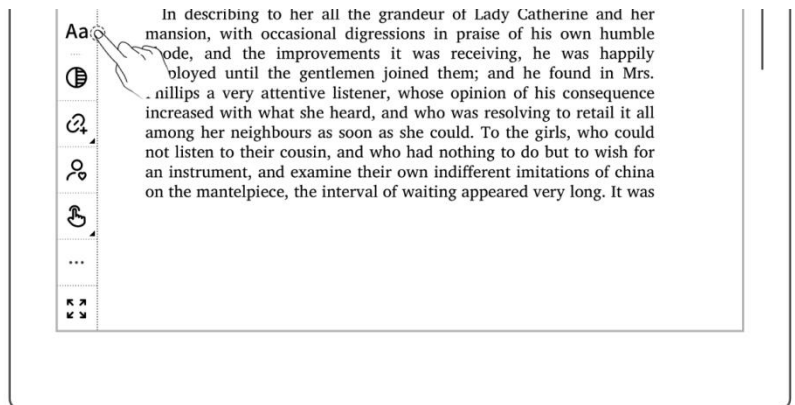 In describing to her all the grandeur of Lady Catherine and her
Aa
mansion, with occasional digressions in praise of his own humble
and the improvements it was receiving, he was happily
until the gentlemen joined them; and he found in Mrs.
a very attentive listener, whose opinion of his consequence
increased with what she heard, and who was resolving to retail it all
among her neighbours as soon as she could. To the girls, who could
not listen to their cousin, and who had nothing to do but to wish for
an instrument, and examine their own indifferent imitations of china
on the mantelpiece, the interval of waiting appeared very long. It was